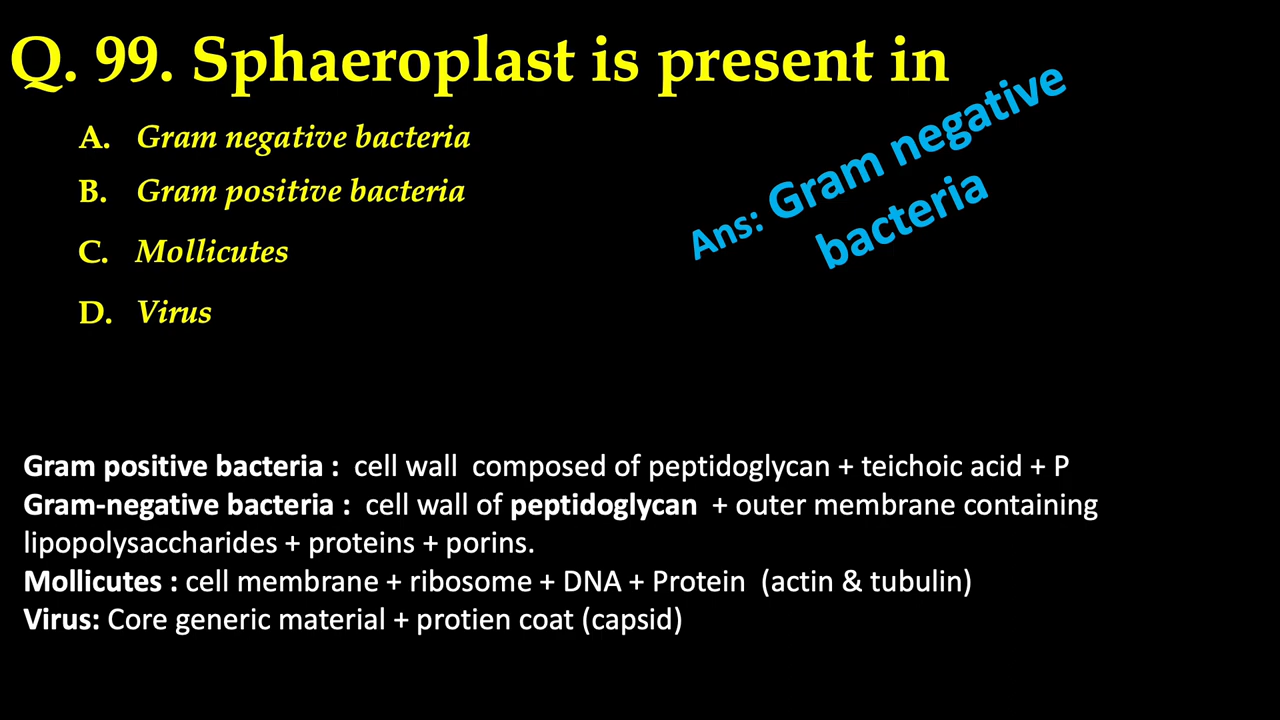 Q. 99. Sphaeroplast is present in
A. Gram negative bacteria
B. Gram positive bacteria
C. Mollicutes
D. Virus
Ans: Gram negative
bacteria
Gram positive bacteria : cell wall composed of peptidoglycan + teichoic acid + P
Gram-negative bacteria : cell wall of peptidoglycan + outer membrane containing
lipopolysaccharides + proteins + porins.
Mollicutes : cell membrane + ribosome + DNA + Protein (actin & tubulin)
Virus: Core generic material + protien coat (capsid)